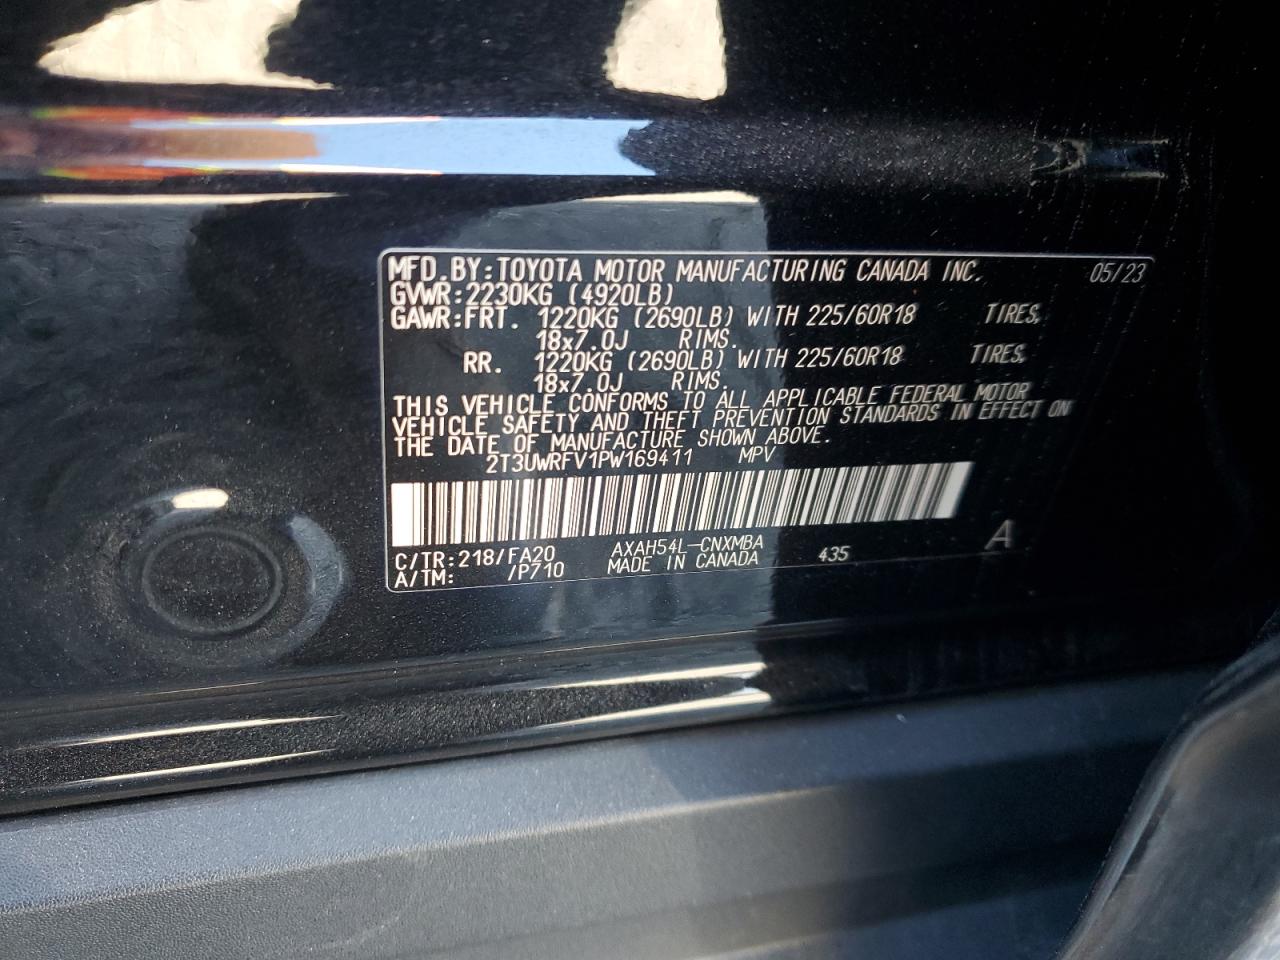 MFD.BY:TOYOTA MOTOR MANUFACTURING CANADA INC. 05/23
GVWR:2230KG (4920LB)
GAWR:FRT. 1220KG (2690LB) WITH 225/60R18 TIRES,
18x7.0J RIMS.
RR. 1220KG (2690LB) WITH 225/60R18 TIRES,
18x7.0J RIMS.
THIS VEHICLE CONFORMS TO ALL APPLICABLE FEDERAL MOTOR
VEHICLE SAFETY AND THEFT PREVENTION STANDARDS IN EFFECT ON
THE DATE OF MANUFACTURE SHOWN ABOVE.
2T3UWRFV1PW169411 MPV
C/TR:218/FA20 AXAH54L-CNXMBA 435 A
A/TM: /P710 MADE IN CANADA